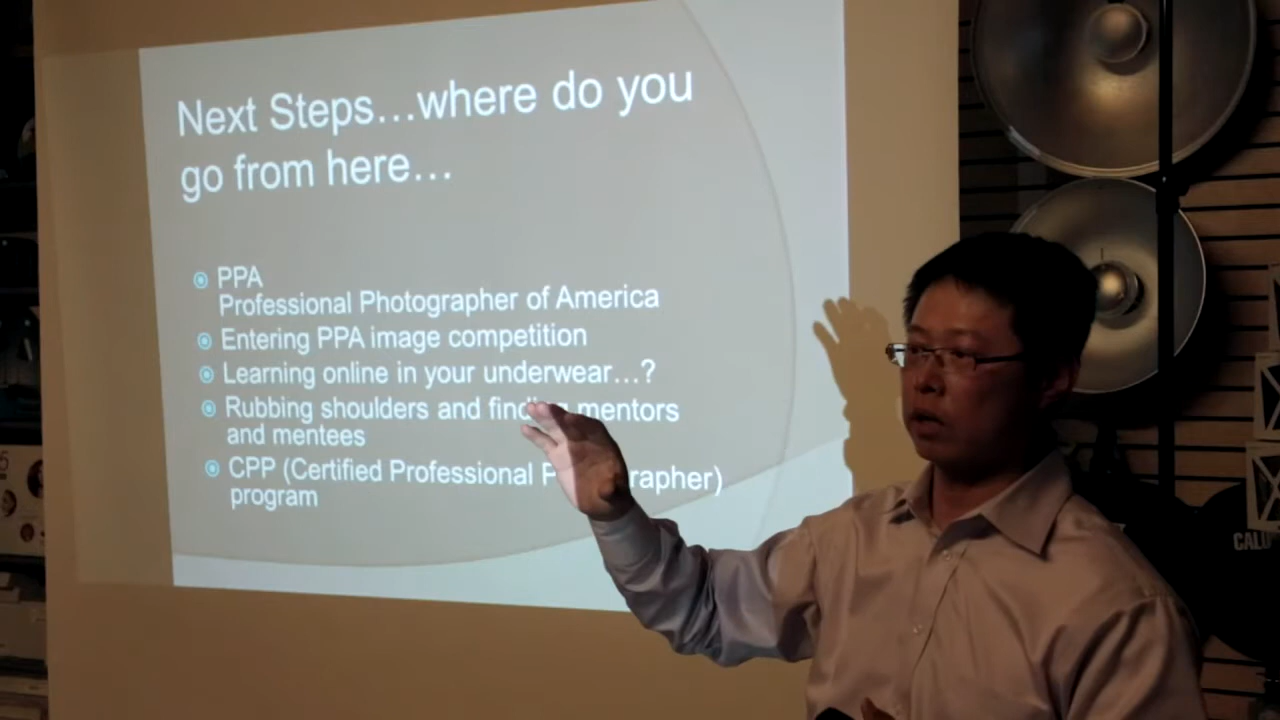 Next Steps…where do you
go from here…
PPA
Professional Photographer of America
Entering PPA image competition
Learning online in your underwear…?
Rubbing shoulders and mentors
and mentees
CPP (Certified Professional
program
CALU